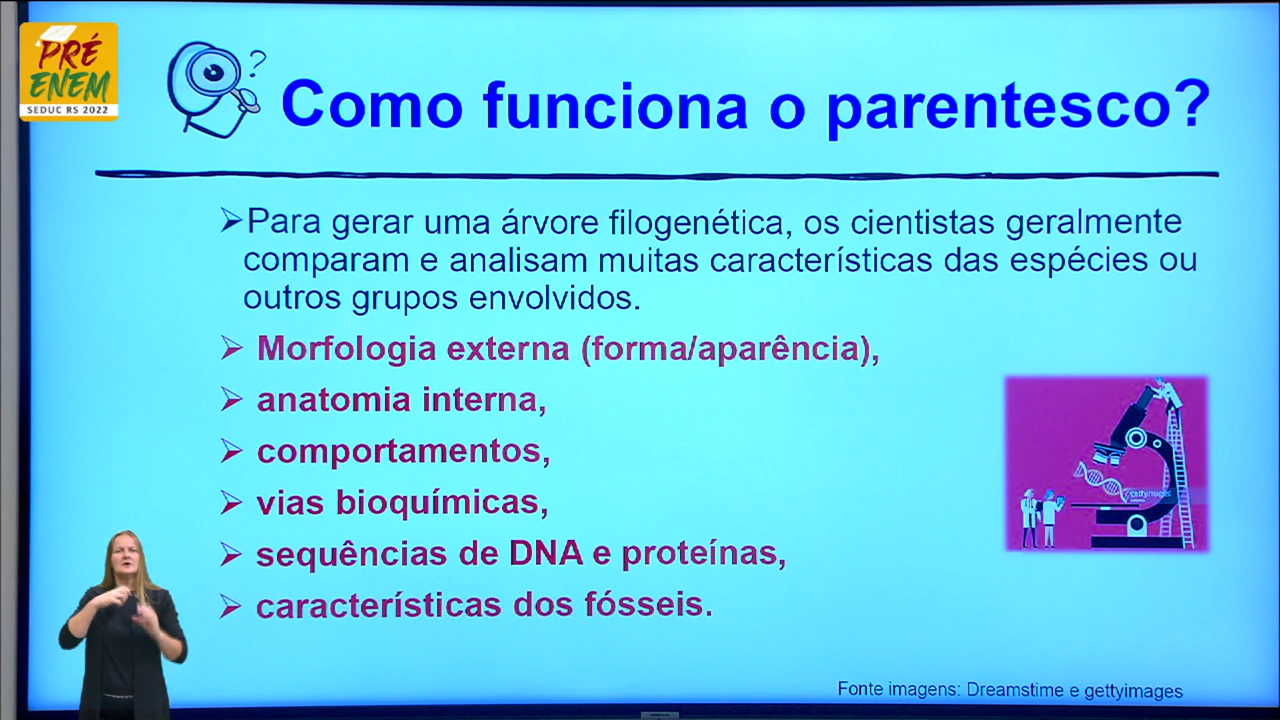 PRÉ
ENEM
SEDUC RS 2022
?
Como funciona o parentesco?
➢Para gerar uma árvore filogenética, os cientistas geralmente
comparam e analisam muitas características das espécies ou
outros grupos envolvidos.
➢ Morfologia externa (forma/aparência),
➢ anatomia interna,
➢ comportamentos,
➢ vias bioquímicas,
➢ sequências de DNA e proteínas,
➢ características dos fósseis.
gettyimages
Fonte imagens: Dreamstime e gettyimages